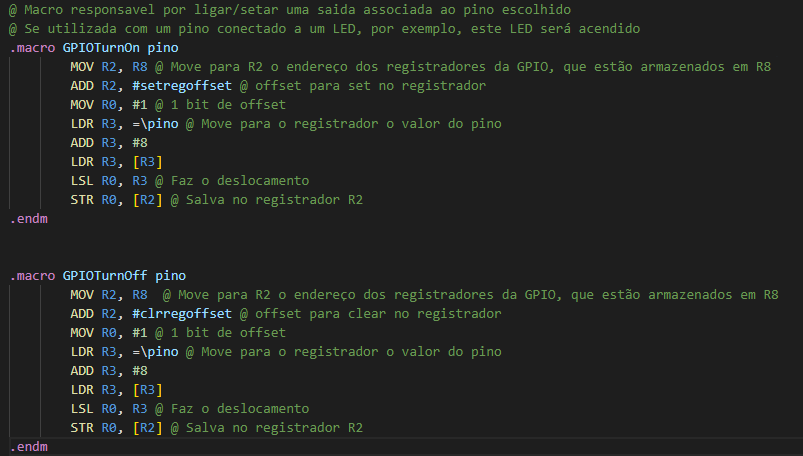 @ Macro responsavel por ligar/setar uma saida associada ao pino escolhido
@ Se utilizada com um pino conectado a um LED, por exemplo, este LED será acendido
.macro GPIOTurnOn pino
MOV R2, R8 @ Move para R2 o endereço dos registradores da GPIO, que estão armazenados em R8
ADD R2, #setregoffset @ offset para set no registrador
MOV R0, #1 @ 1 bit de offset
LDR R3, =\pino @ Move para o registrador o valor do pino
ADD R3, #8
LDR R3, [R3]
LSL R0, R3 @ Faz o deslocamento
STR R0, [R2] @ Salva no registrador R2
.endm
.macro GPIOTurnOff pino
MOV R2, R8  @ Move para R2 o endereço dos registradores da GPIO, que estão armazenados em R8
ADD R2, #clrregoffset @ offset para clear no registrador
MOV R0, #1 @ 1 bit de offset
LDR R3, =\pino @ Move para o registrador o valor do pino
ADD R3, #8
LDR R3, [R3]
LSL R0, R3 @ Faz o deslocamento
STR R0, [R2] @ Salva no registrador R2
.endm